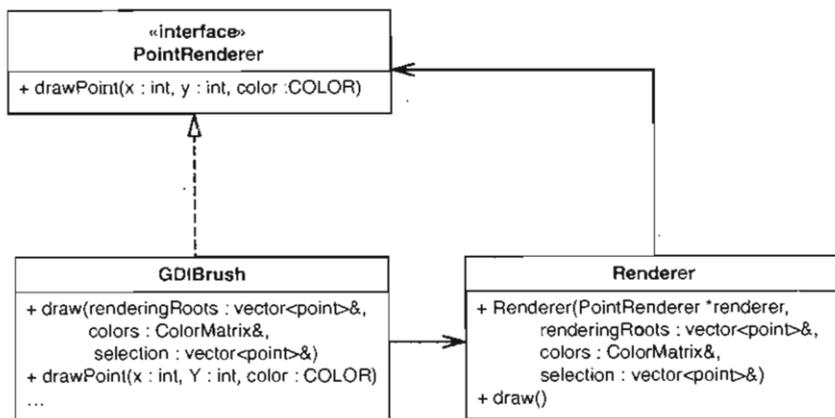 «interface»
PointRenderer
+ drawPoint(x : int, y : int, color :COLOR)
GDIBrush
+ draw(renderingRoots : vector<point>&,
colors : ColorMatrix&,
selection : vector<point>&)
+ drawPoint(x : int, Y : int, color : COLOR)
...
Renderer
+ Renderer(PointRenderer *renderer,
renderingRoots : vector<point>&,
colors : ColorMatrix&,
selection : vector<point>&)
+ draw()